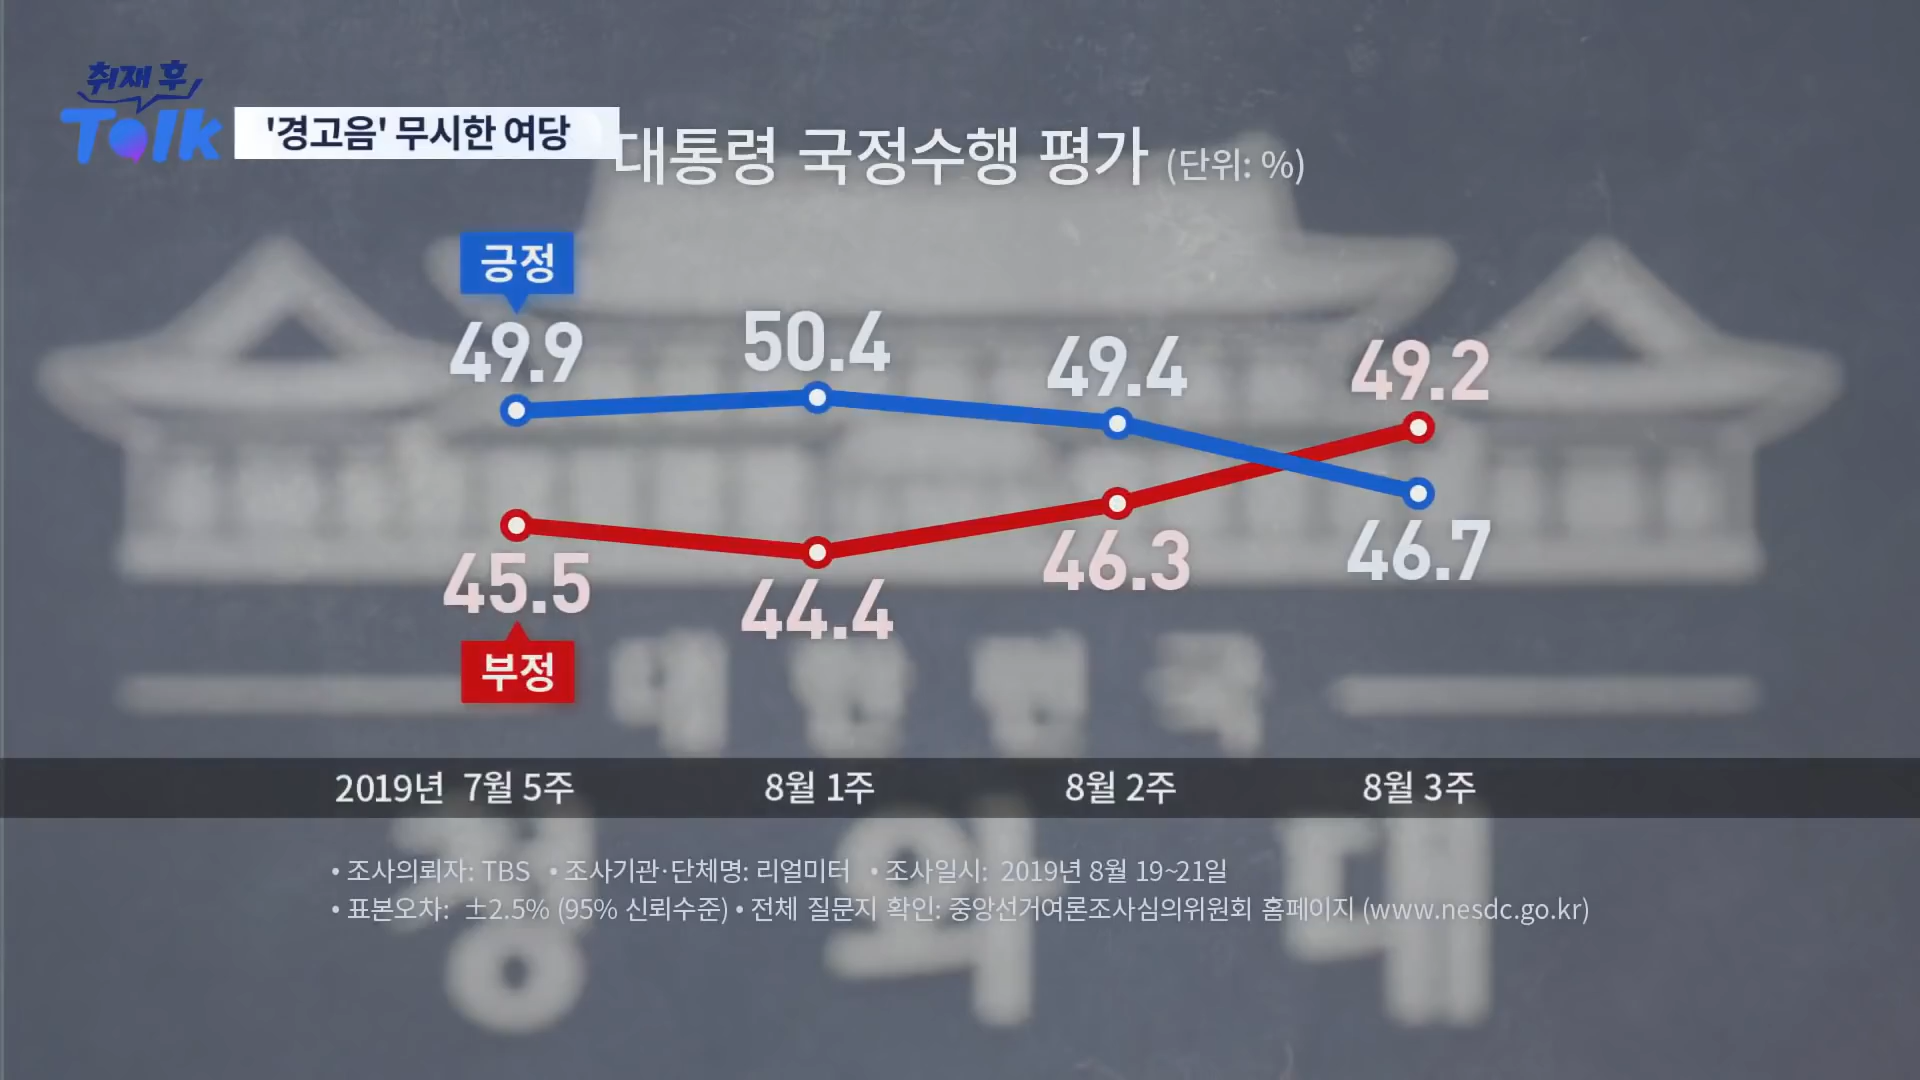 취재 후
Talk
'경고음' 무시한 여당
대통령 국정수행 평가 (단위: %)
긍정
49.9 50.4 49.4 49.2
45.5 44.4 46.3 46.7
부정
대한민국
2019년 7월 5주 8월 1주 8월 2주 8월 3주
• 조사의뢰자: TBS • 조사기관·단체명: 리얼미터 • 조사일시: 2019년 8월 19~21일
• 표본오차: ±2.5% (95% 신뢰수준) • 전체 질문지 확인: 중앙선거여론조사심의위원회 홈페이지 (www.nesdc.go.kr)
청와대